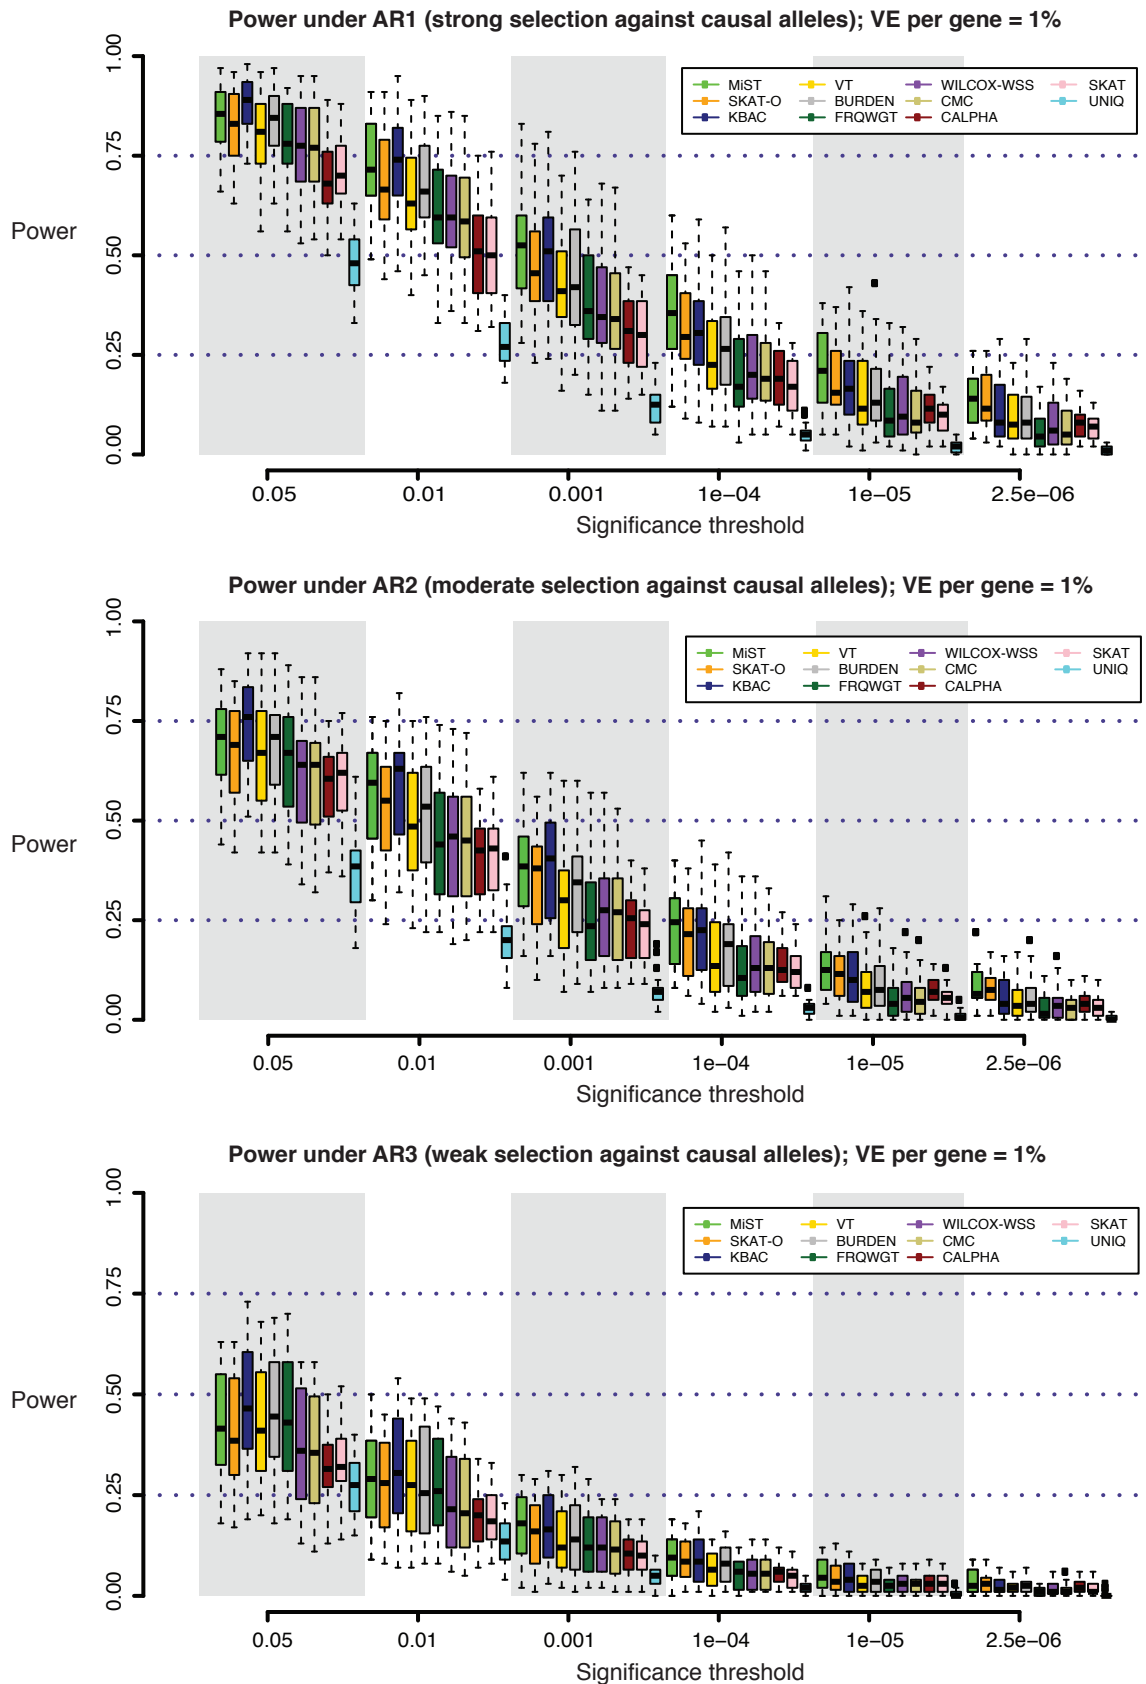 Power under AR1 (strong selection against causal alleles); VE per gene = 1%
1.00
0.75
0.50
0.25
0.00
Power
MiST VT WILCOX-WSS SKAT
SKAT-O BURDEN CMC UNIQ
KBAC FRQWGT CALPHA
0.05 0.01 0.001 1e-04 1e-05 2.5e-06
Significance threshold
Power under AR2 (moderate selection against causal alleles); VE per gene = 1%
1.00
0.75
0.50
0.25
0.00
Power
MiST VT WILCOX-WSS SKAT
SKAT-O BURDEN CMC UNIQ
KBAC FRQWGT CALPHA
0.05 0.01 0.001 1e-04 1e-05 2.5e-06
Significance threshold
Power under AR3 (weak selection against causal alleles); VE per gene = 1%
1.00
0.75
0.50
0.25
0.00
Power
MiST VT WILCOX-WSS SKAT
SKAT-O BURDEN CMC UNIQ
KBAC FRQWGT CALPHA
0.05 0.01 0.001 1e-04 1e-05 2.5e-06
Significance threshold